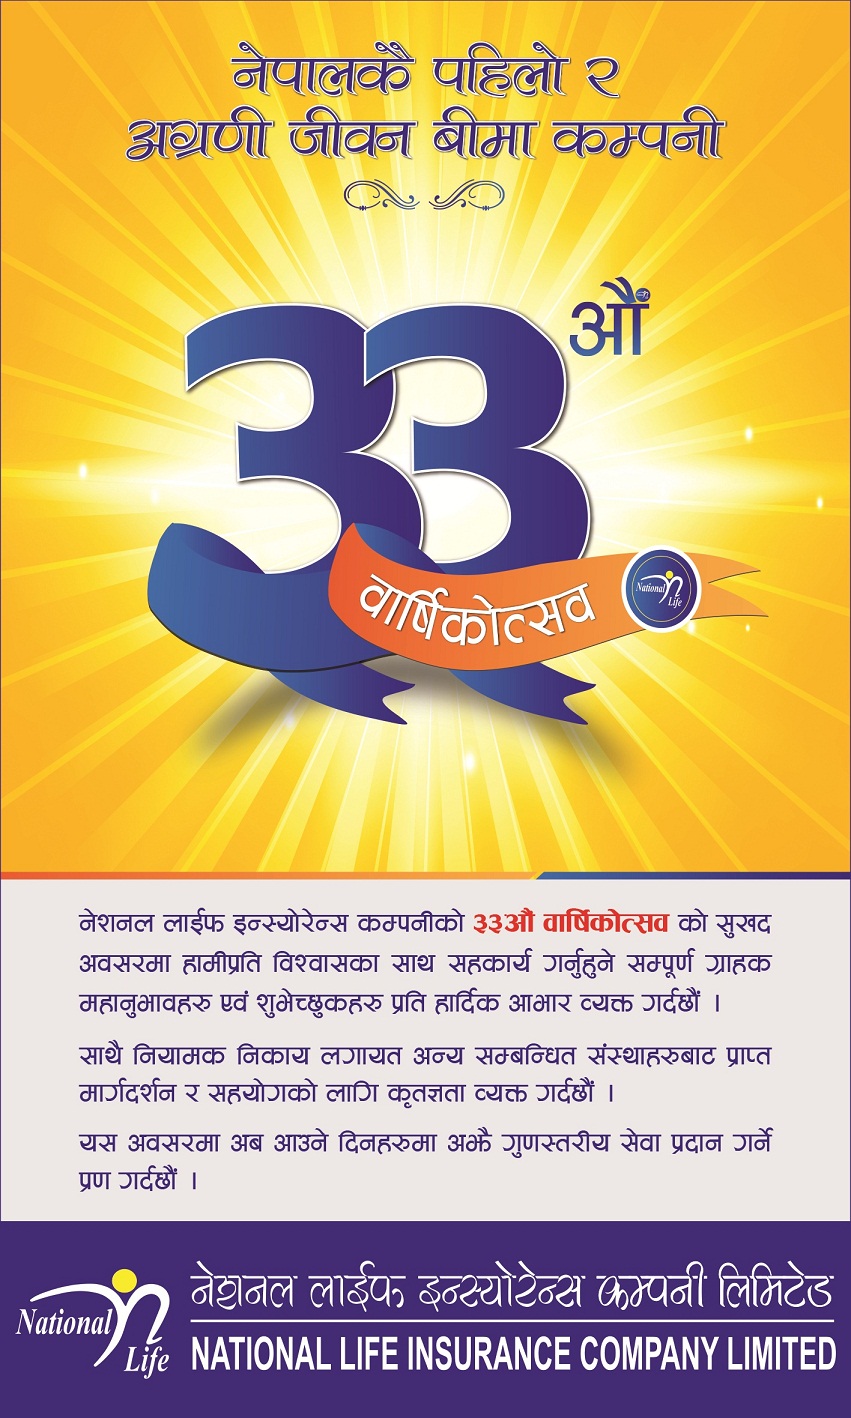 नेपालकै पहिलो र
अग्रणी जीवन बीमा कम्पनी
33 औं
वार्षिकोत्सव
National Life
नेशनल लाईफ इन्स्योरेन्स कम्पनीको ३३औं वार्षिकोत्सव को सुखद
अवसरमा हामीप्रति विश्वासका साथ सहकार्य गर्नुहुने सम्पूर्ण ग्राहक
महानुभावहरु एवं शुभेच्छुकहरु प्रति हार्दिक आभार व्यक्त गर्दछौं ।
साथै नियामक निकाय लगायत अन्य सम्बन्धित संस्थाहरुबाट प्राप्त
मार्गदर्शन र सहयोगको लागि कृतज्ञता व्यक्त गर्दछौं ।
यस अवसरमा अब आउने दिनहरुमा अझै गुणस्तरीय सेवा प्रदान गर्ने
प्रण गर्दछौं ।
National Life
नेशनल लाईफ इन्स्योरेन्स कम्पनी लिमिटेड
NATIONAL LIFE INSURANCE COMPANY LIMITED